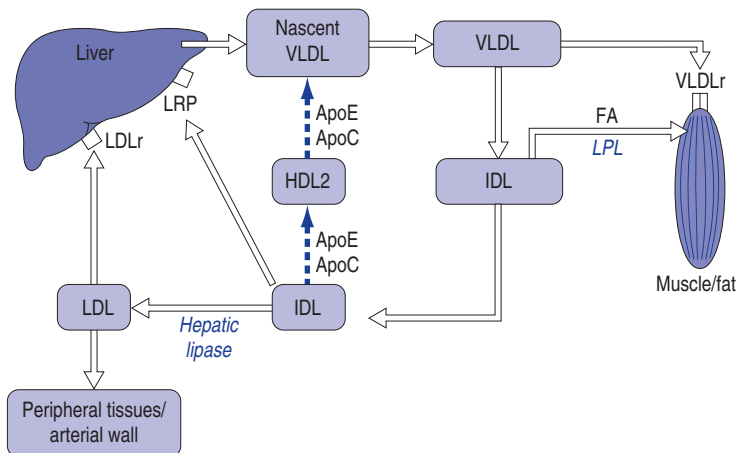 Liver
Nascent
VLDL
VLDL
VLDLr
LRP
LDLr
ApoE
ApoC
FA
LPL
HDL2
IDL
ApoE
ApoC
Muscle/fat
LDL
Hepatic
lipase
IDL
Peripheral tissues/
arterial wall